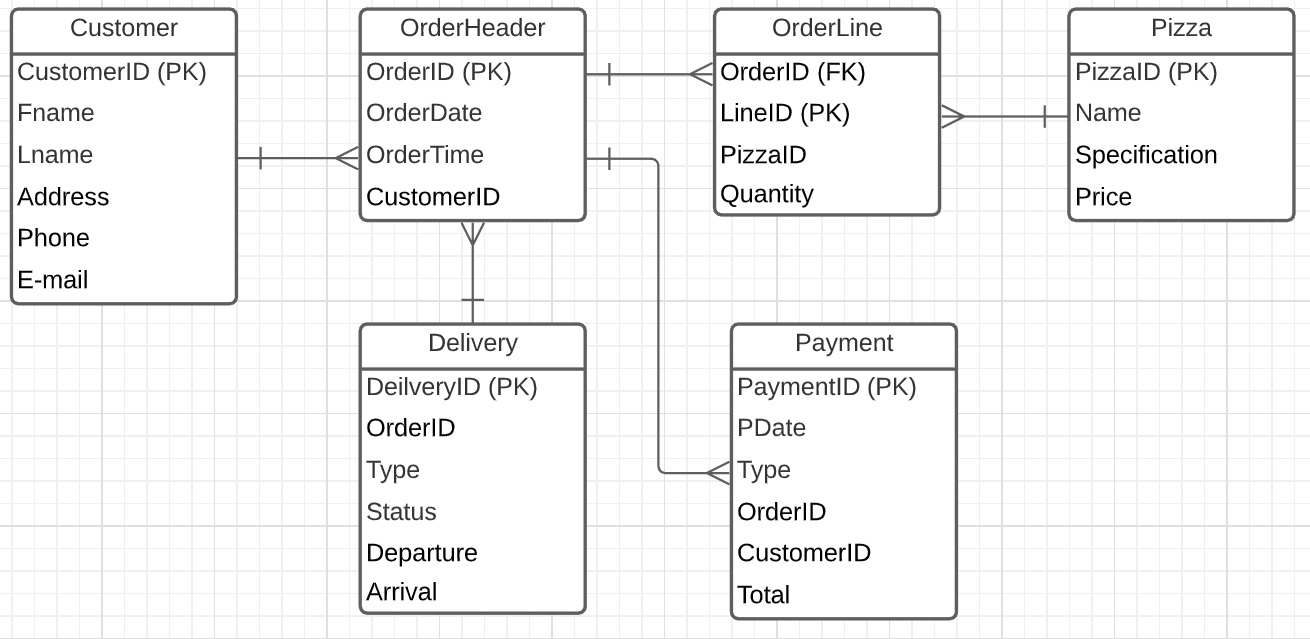 Customer
CustomerID (PK)
Fname
Lname
Address
Phone
E-mail
OrderHeader
OrderID (PK)
OrderDate
OrderTime
CustomerID
OrderLine
OrderID (FK)
LineID (PK)
PizzaID
Quantity
Pizza
PizzaID (PK)
Name
Specification
Price
Delivery
DeilveryID (PK)
OrderID
Type
Status
Departure
Arrival
Payment
PaymentID (PK)
PDate
Type
OrderID
CustomerID
Total